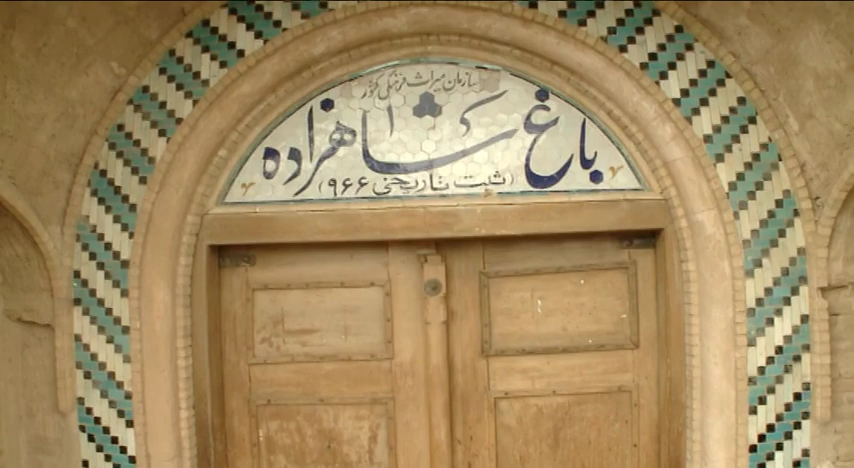 سازمان میراث فرهنگی کشور
باغ شاهزاده
(ثبت تاریخی ۹۶۶)